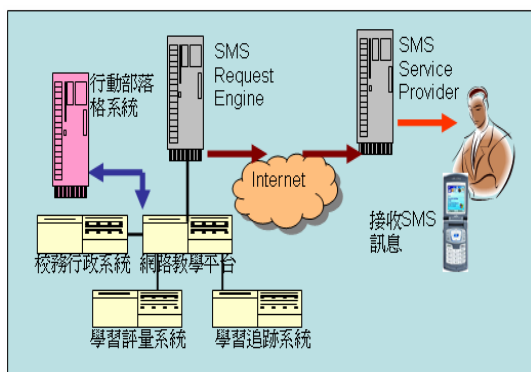 行動部落
格系統
SMS
Request
Engine
SMS
Service
Provider
Internet
接收SMS
訊息
校務行政系統
網路教學平台
學習評量系統
學習追跡系統